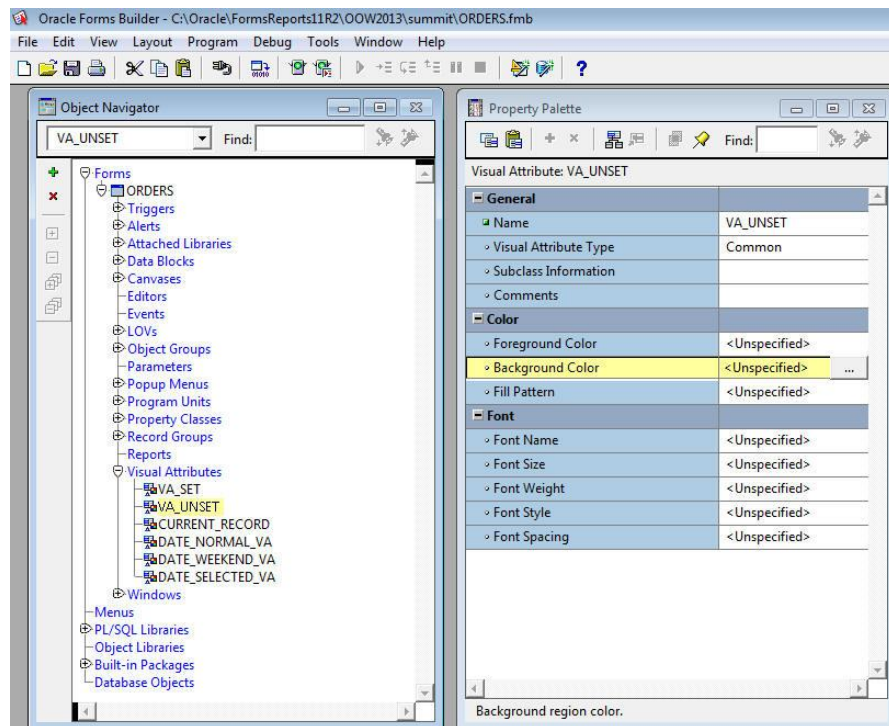 Oracle Forms Builder - C:\Oracle\FormsReports11R2\OOW2013\summit\ORDERS.fmb
File Edit View Layout Program Debug Tools Window Help
Object Navigator
VA_UNSET Find:
Forms
ORDERS
Triggers
Alerts
Attached Libraries
Data Blocks
Canvases
Editors
Events
LOVs
Object Groups
Parameters
Popup Menus
Program Units
Property Classes
Record Groups
Reports
Visual Attributes
VA_SET
VA_UNSET
CURRENT_RECORD
DATE_NORMAL_VA
DATE_WEEKEND_VA
DATE_SELECTED_VA
Windows
Menus
PL/SQL Libraries
Object Libraries
Built-in Packages
Database Objects
Property Palette
Find:
Visual Attribute: VA_UNSET
General
Name VA_UNSET
Visual Attribute Type Common
Subclass Information
Comments
Color
Foreground Color <Unspecified>
Background Color <Unspecified> ...
Fill Pattern <Unspecified>
Font
Font Name <Unspecified>
Font Size <Unspecified>
Font Weight <Unspecified>
Font Style <Unspecified>
Font Spacing <Unspecified>
Background region color.